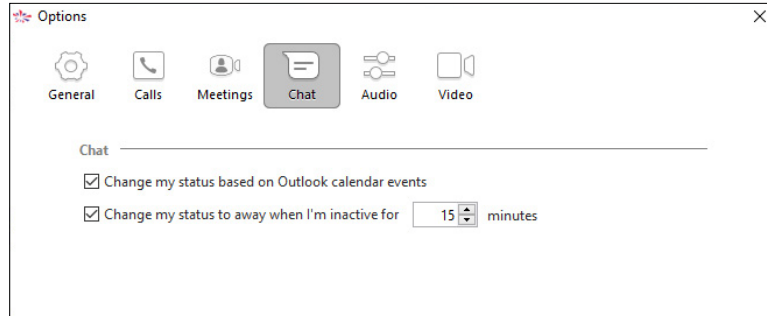 Options
General Calls Meetings Chat Audio Video
Chat
Change my status based on Outlook calendar events
Change my status to away when I'm inactive for 15 minutes